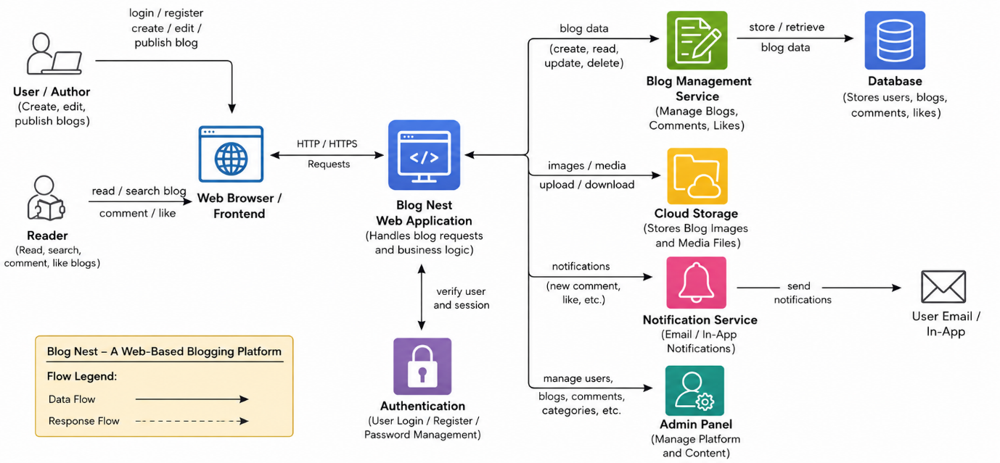 login / register
create / edit /
publish blog
User / Author
(Create, edit,
publish blogs)
read / search blog
comment / like
Reader
(Read, search,
comment, like blogs)
Web Browser /
Frontend
HTTP / HTTPS
Requests
</>
Blog Nest
Web Application
(Handles blog requests
and business logic)
verify user
and session
Authentication
(User Login / Register /
Password Management)
blog data
(create, read,
update, delete)
Blog Management
Service
(Manage Blogs,
Comments, Likes)
store / retrieve
blog data
Database
(Stores users, blogs,
comments, likes)
images / media
upload / download
Cloud Storage
(Stores Blog Images
and Media Files)
notifications
(new comment,
like, etc.)
Notification Service
(Email / In-App
Notifications)
send
notifications
User Email /
In-App
manage users,
blogs, comments,
categories, etc.
Admin Panel
(Manage Platform
and Content)
Blog Nest – A Web-Based Blogging Platform
Flow Legend:
Data Flow
Response Flow